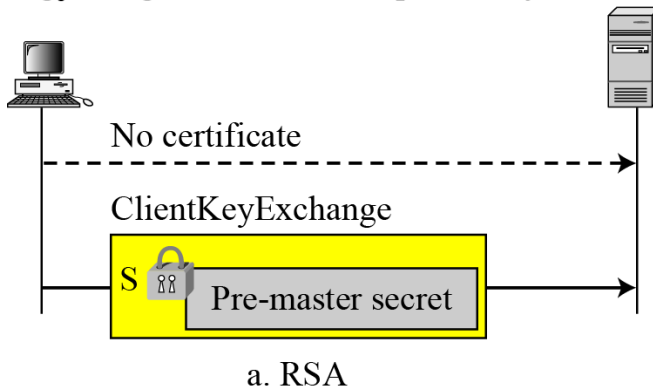 No certificate
ClientKeyExchange
S
Pre-master secret
a. RSA